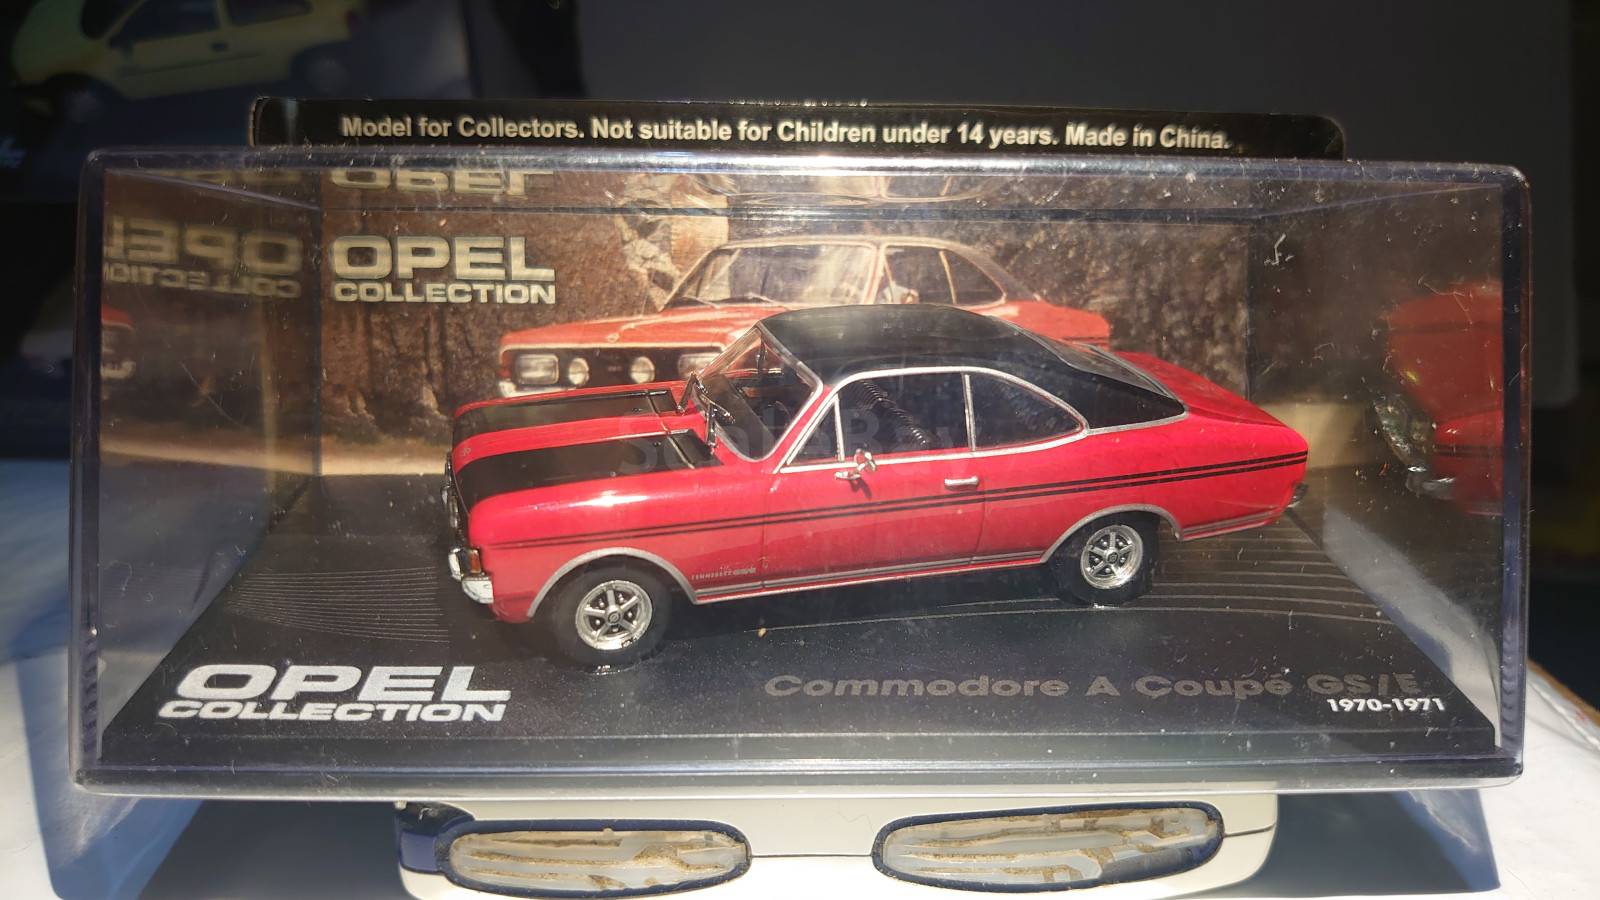 Model for Collectors. Not suitable for Children under 14 years. Made in China.
OPEL
COLLECTION
OPEL
COLLECTION
Commodore A Coupé GS/E
1970-1971